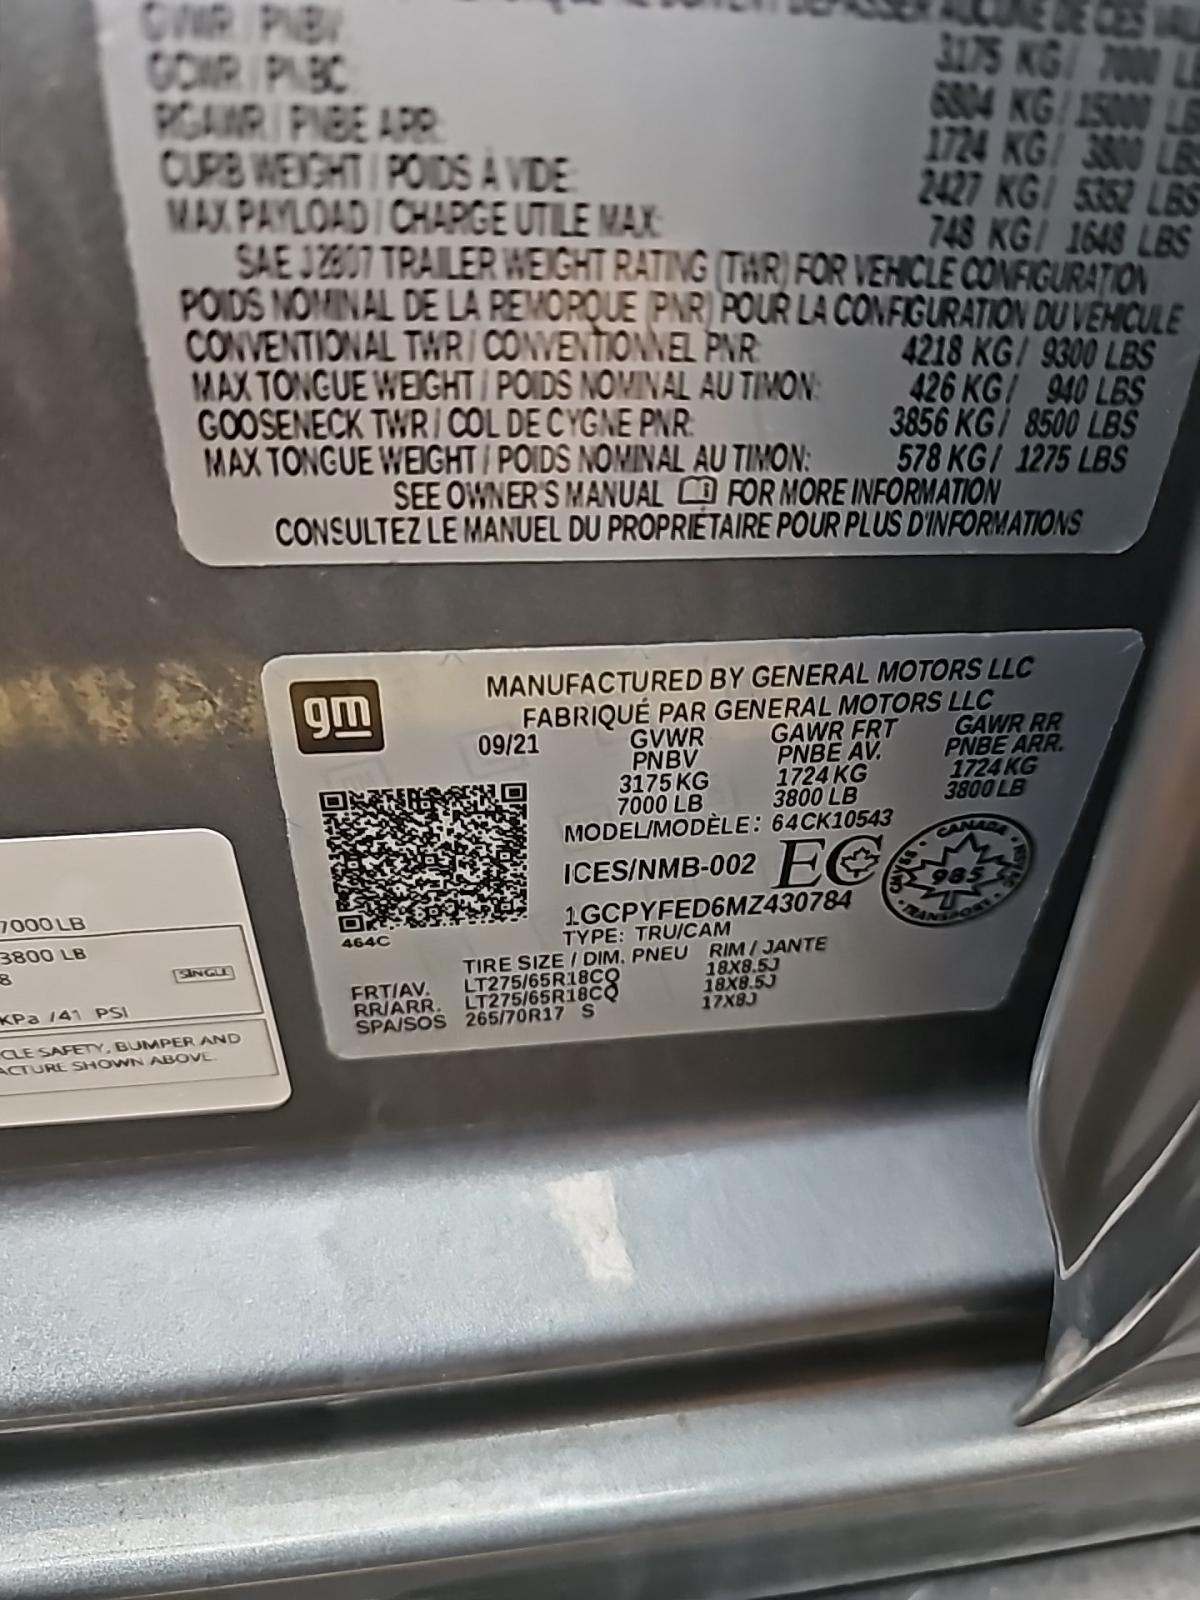 DÉPASSER AUCUNE DE CES
GVWR / PNBV: 3175 KG / 7000 LB
GCWR / PNBC: 6804 KG / 15000 LB
RGAWR / PNBE ARR: 1724 KG / 3800 LBS
CURB WEIGHT / POIDS À VIDE: 2427 KG / 5352 LBS
MAX PAYLOAD / CHARGE UTILE MAX: 748 KG / 1648 LBS
SAE J2807 TRAILER WEIGHT RATING (TWR) FOR VEHICLE CONFIGURATION
POIDS NOMINAL DE LA REMORQUE (PNR) POUR LA CONFIGURATION DU VÉHICULE
CONVENTIONAL TWR / CONVENTIONNEL PNR: 4218 KG / 9300 LBS
MAX TONGUE WEIGHT / POIDS NOMINAL AU TIMON: 426 KG / 940 LBS
GOOSENECK TWR / COL DE CYGNE PNR: 3856 KG / 8500 LBS
MAX TONGUE WEIGHT / POIDS NOMINAL AU TIMON: 578 KG / 1275 LBS
SEE OWNER'S MANUAL FOR MORE INFORMATION
CONSULTEZ LE MANUEL DU PROPRIÉTAIRE POUR PLUS D'INFORMATIONS
gm
MANUFACTURED BY GENERAL MOTORS LLC
FABRIQUÉ PAR GENERAL MOTORS LLC
09/21 GVWR GAWR FRT GAWR RR
PNBV PNBE AV. PNBE ARR.
3175 KG 1724 KG 1724 KG
7000 LB 3800 LB 3800 LB
MODEL/MODÈLE: 64CK10543
ICES/NMB-002 EC
CANADA
985
TRANSPORT
1GCPYFED6MZ430784
464C
TYPE: TRU/CAM
TIRE SIZE / DIM. PNEU RIM / JANTE
FRT/AV. LT275/65R18CQ 18X8.5J
RR/ARR. LT275/65R18CQ 18X8.5J
SPA/SOS 265/70R17 S 17X8J
7000 LB
3800 LB
8 SINGLE
KPa /41 PSI
CLE SAFETY, BUMPER AND
ACTURE SHOWN ABOVE.